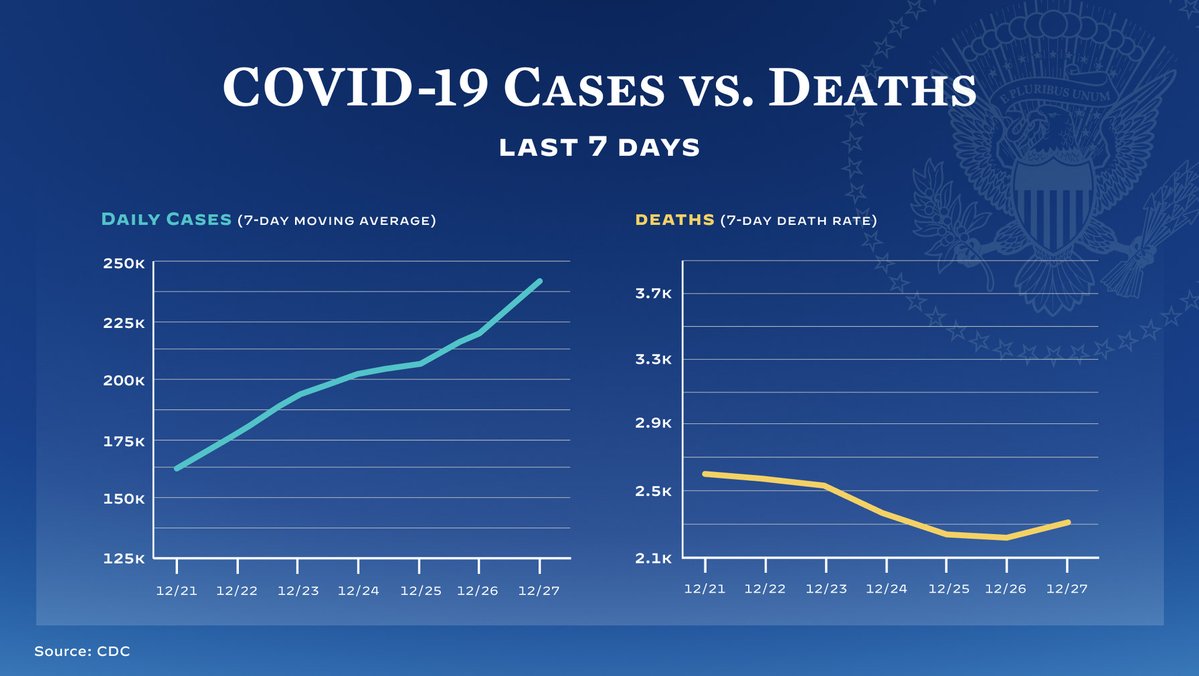 COVID-19 CASES VS. DEATHS
LAST 7 DAYS
E PLURIBUS UNUM
DAILY CASES (7-DAY MOVING AVERAGE)
250K
225K
200K
175K
150K
125K
12/21 12/22 12/23 12/24 12/25 12/26 12/27
DEATHS (7-DAY DEATH RATE)
3.7K
3.3K
2.9K
2.5K
2.1K
12/21 12/22 12/23 12/24 12/25 12/26 12/27
Source: CDC